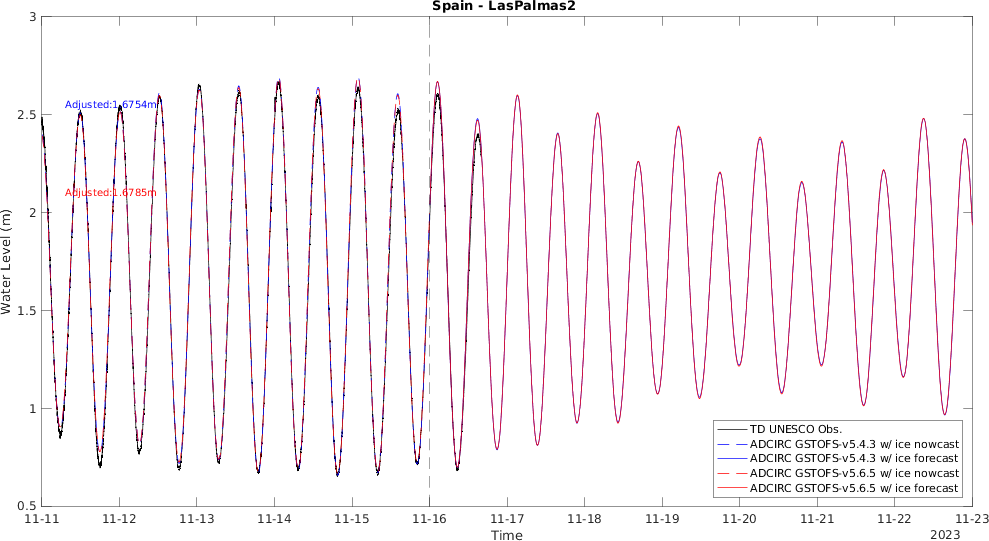 Spain - LasPalmas2
3
2.5
2
1.5
1
0.5
Water Level (m)
Adjusted:1.6754m
Adjusted:1.6785m
TD UNESCO Obs.
ADCIRC GSTOFS-v5.4.3 w/ ice nowcast
ADCIRC GSTOFS-v5.4.3 w/ ice forecast
ADCIRC GSTOFS-v5.6.5 w/ ice nowcast
ADCIRC GSTOFS-v5.6.5 w/ ice forecast
11-11 11-12 11-13 11-14 11-15 11-16 11-17 11-18 11-19 11-20 11-21 11-22 11-23
Time
2023